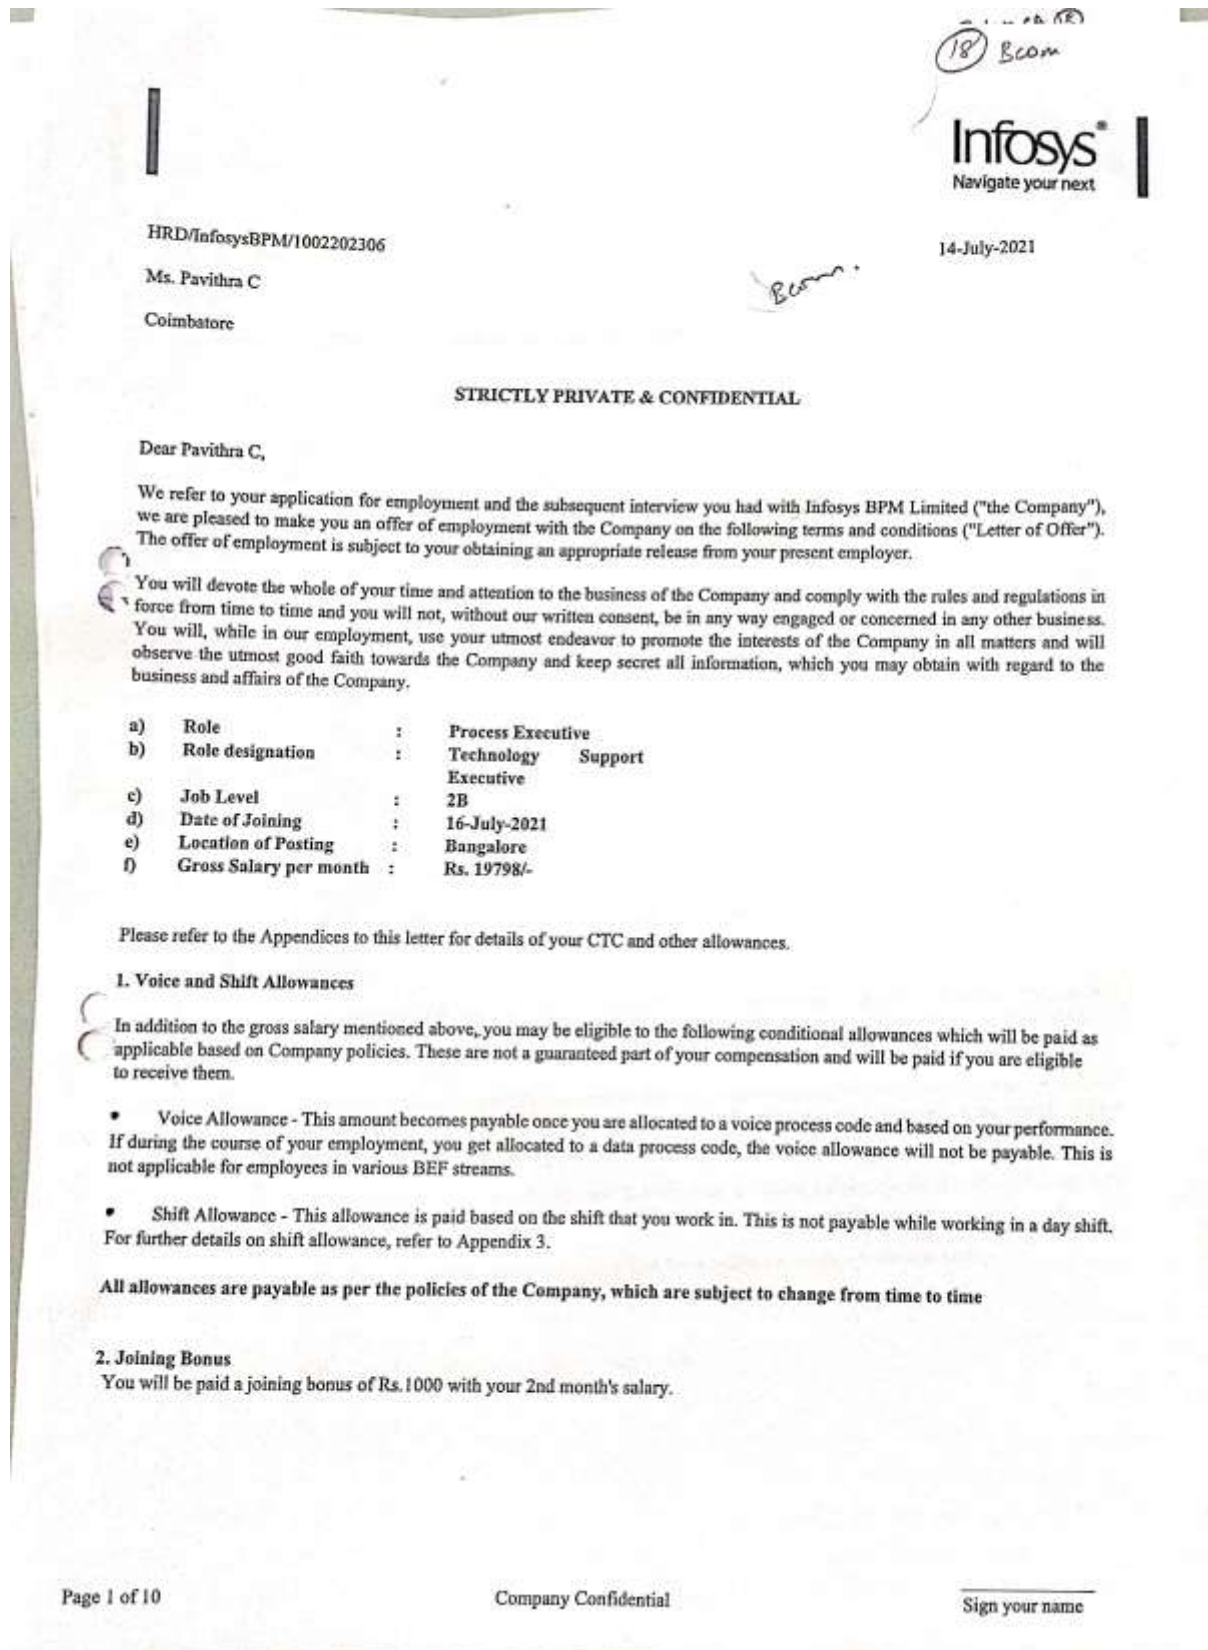 18 Bcom
Infosys®
Navigate your next
HRD/InfosysBPM/1002202306
14-July-2021
Ms. Pavithra C
Bcom.
Coimbatore
STRICTLY PRIVATE & CONFIDENTIAL
Dear Pavithra C,
We refer to your application for employment and the subsequent interview you had with Infosys BPM Limited ("the Company"),
we are pleased to make you an offer of employment with the Company on the following terms and conditions ("Letter of Offer").
The offer of employment is subject to your obtaining an appropriate release from your present employer.
You will devote the whole of your time and attention to the business of the Company and comply with the rules and regulations in
force from time to time and you will not, without our written consent, be in any way engaged or concerned in any other business.
You will, while in our employment, use your utmost endeavor to promote the interests of the Company in all matters and will
observe the utmost good faith towards the Company and keep secret all information, which you may obtain with regard to the
business and affairs of the Company.
a) Role : Process Executive
b) Role designation : Technology Support
Executive
c) Job Level : 2B
d) Date of Joining : 16-July-2021
e) Location of Posting : Bangalore
f) Gross Salary per month : Rs. 19798/-
Please refer to the Appendices to this letter for details of your CTC and other allowances.
1. Voice and Shift Allowances
In addition to the gross salary mentioned above, you may be eligible to the following conditional allowances which will be paid as
applicable based on Company policies. These are not a guaranteed part of your compensation and will be paid if you are eligible
to receive them.
• Voice Allowance - This amount becomes payable once you are allocated to a voice process code and based on your performance.
If during the course of your employment, you get allocated to a data process code, the voice allowance will not be payable. This is
not applicable for employees in various BEF streams.
• Shift Allowance - This allowance is paid based on the shift that you work in. This is not payable while working in a day shift.
For further details on shift allowance, refer to Appendix 3.
All allowances are payable as per the policies of the Company, which are subject to change from time to time
2. Joining Bonus
You will be paid a joining bonus of Rs.1000 with your 2nd month's salary.
Page 1 of 10
Company Confidential
Sign your name